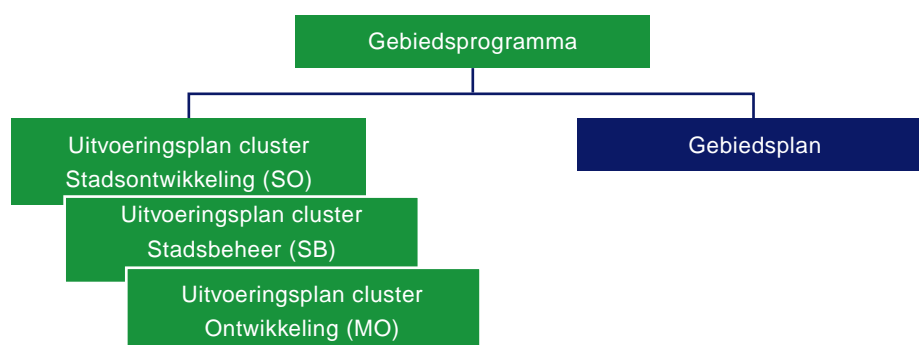 Gebiedsprogramma
Uitvoeringsplan cluster
Stadsontwikkeling (SO)
Gebiedsplan
Uitvoeringsplan cluster
Stadsbeheer (SB)
Uitvoeringsplan cluster
Ontwikkeling (MO)